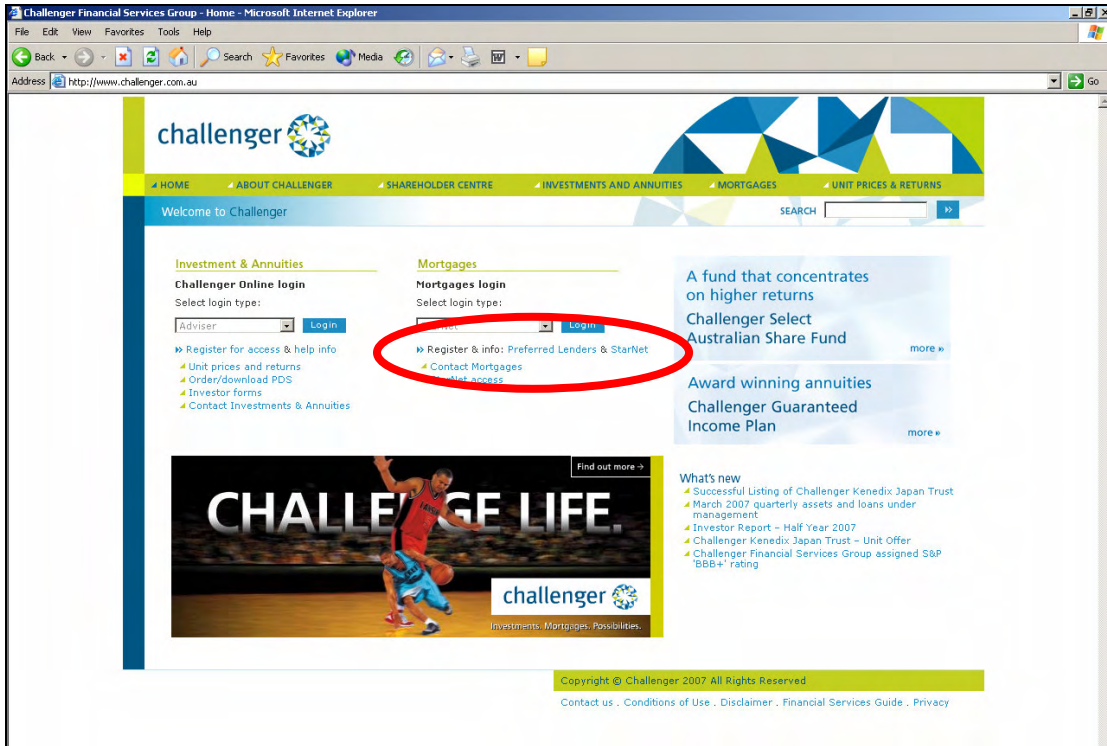 Challenger Financial Services Group - Home - Microsoft Internet Explorer
File Edit View Favorites Tools Help
Back Search Favorites Media
Address http://www.challenger.com.au Go
challenger
HOME ABOUT CHALLENGER SHAREHOLDER CENTRE INVESTMENTS AND ANNUITIES MORTGAGES UNIT PRICES & RETURNS
Welcome to Challenger SEARCH
Investment & Annuities
Challenger Online login
Select login type:
Adviser Login
Register for access & help info
Unit prices and returns
Order/download PDS
Investor forms
Contact Investments & Annuities
Mortgages
Mortgages login
Select login type:
Login
Register & info: Preferred Lenders & StarNet
Contact Mortgages
StarNet access
A fund that concentrates
on higher returns
Challenger Select
Australian Share Fund
more »
Award winning annuities
Challenger Guaranteed
Income Plan
more »
Find out more →
CHALLENGE LIFE.
challenger
Investments. Mortgages. Possibilities.
What's new
Successful Listing of Challenger Kenedix Japan Trust
March 2007 quarterly assets and loans under
management
Investor Report – Half Year 2007
Challenger Kenedix Japan Trust – Unit Offer
Challenger Financial Services Group assigned S&P
'BBB+' rating
Copyright © Challenger 2007 All Rights Reserved
Contact us . Conditions of Use . Disclaimer . Financial Services Guide . Privacy